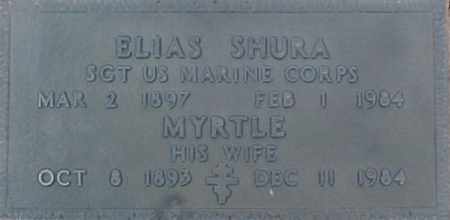 ELIAS SHURA
SGT US MARINE CORPS
MAR 2 1897 FEB 1 1984
MYRTLE
HIS WIFE
OCT 8 1893 DEC 11 1984